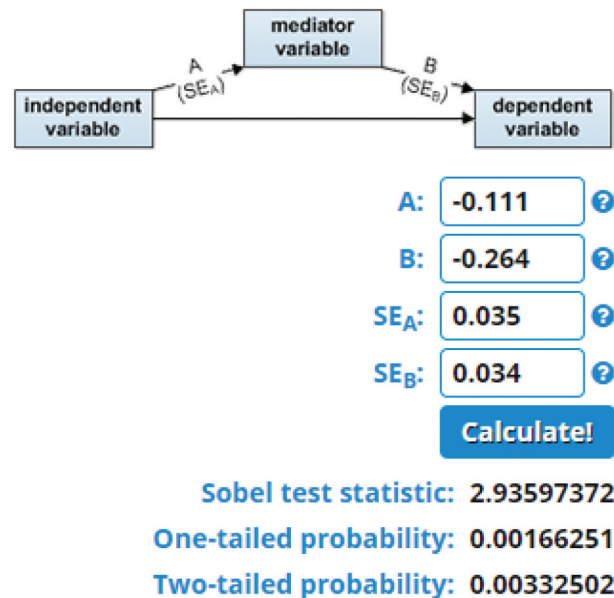 mediator
variable
A
(SEA)
B
(SEB)
independent
variable
dependent
variable
A: -0.111 ?
B: -0.264 ?
SEA: 0.035 ?
SEB: 0.034 ?
Calculate!
Sobel test statistic: 2.93597372
One-tailed probability: 0.00166251
Two-tailed probability: 0.00332502